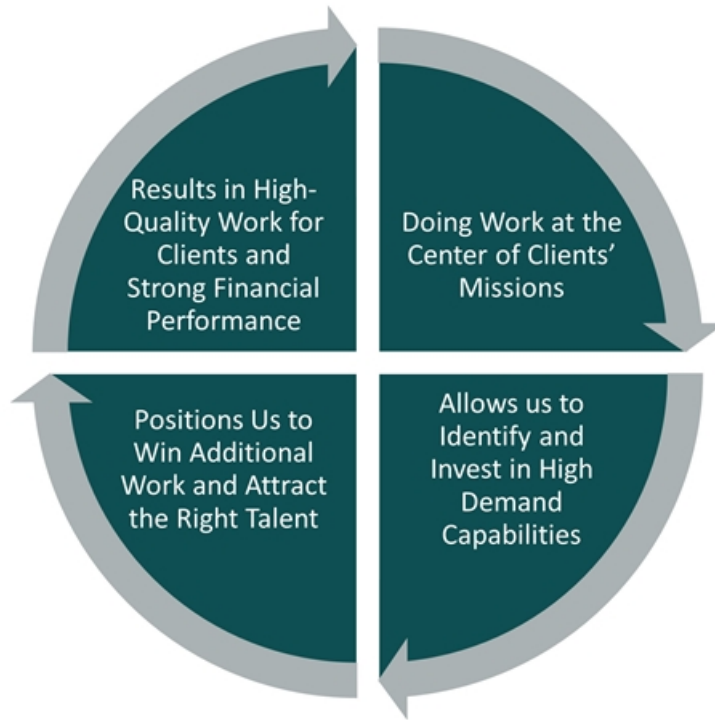 Results in High-
Quality Work for
Clients and
Strong Financial
Performance
Doing Work at the
Center of Clients’
Missions
Positions Us to
Win Additional
Work and Attract
the Right Talent
Allows us to
Identify and
Invest in High
Demand
Capabilities